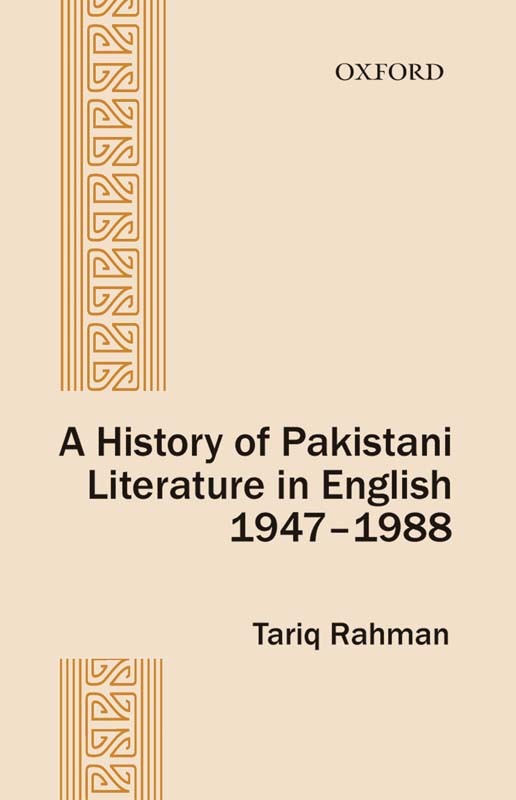 OXFORD
A History of Pakistani
Literature in English
1947–1988
Tariq Rahman